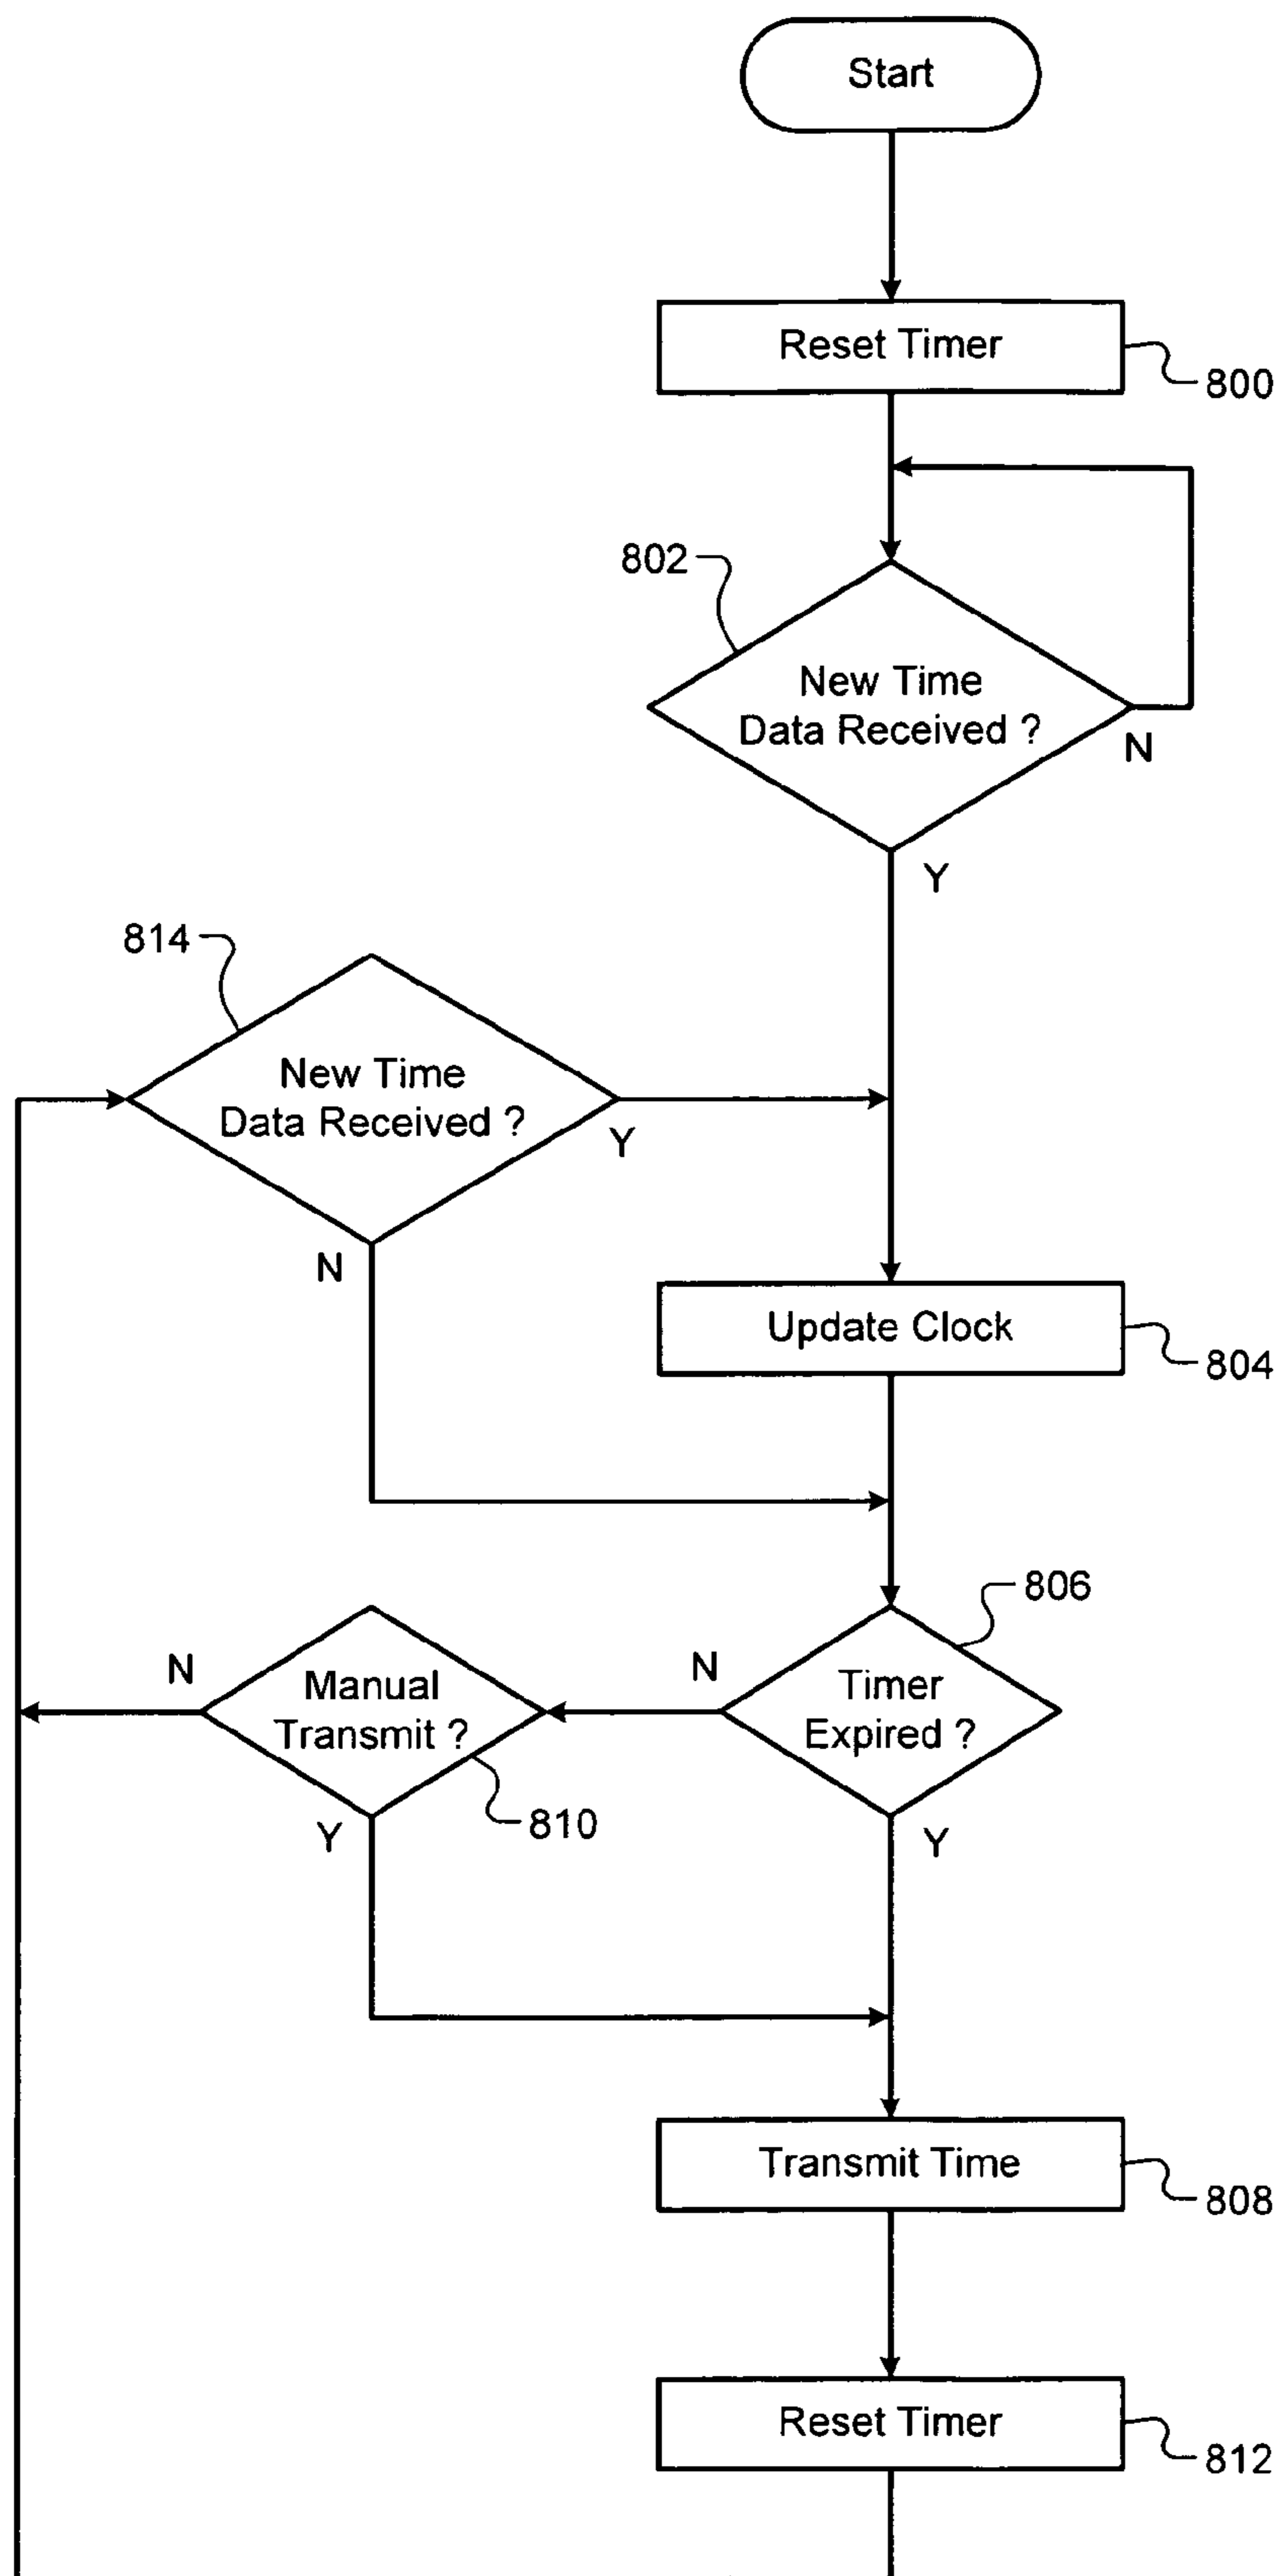 Start
Reset Timer
800
802
New Time
Data Received ?
N
Y
814
New Time
Data Received ?
Y
N
Update Clock
804
806
N
Manual
Transmit ?
N
Timer
Expired ?
810
Y
Y
Transmit Time
808
Reset Timer
812